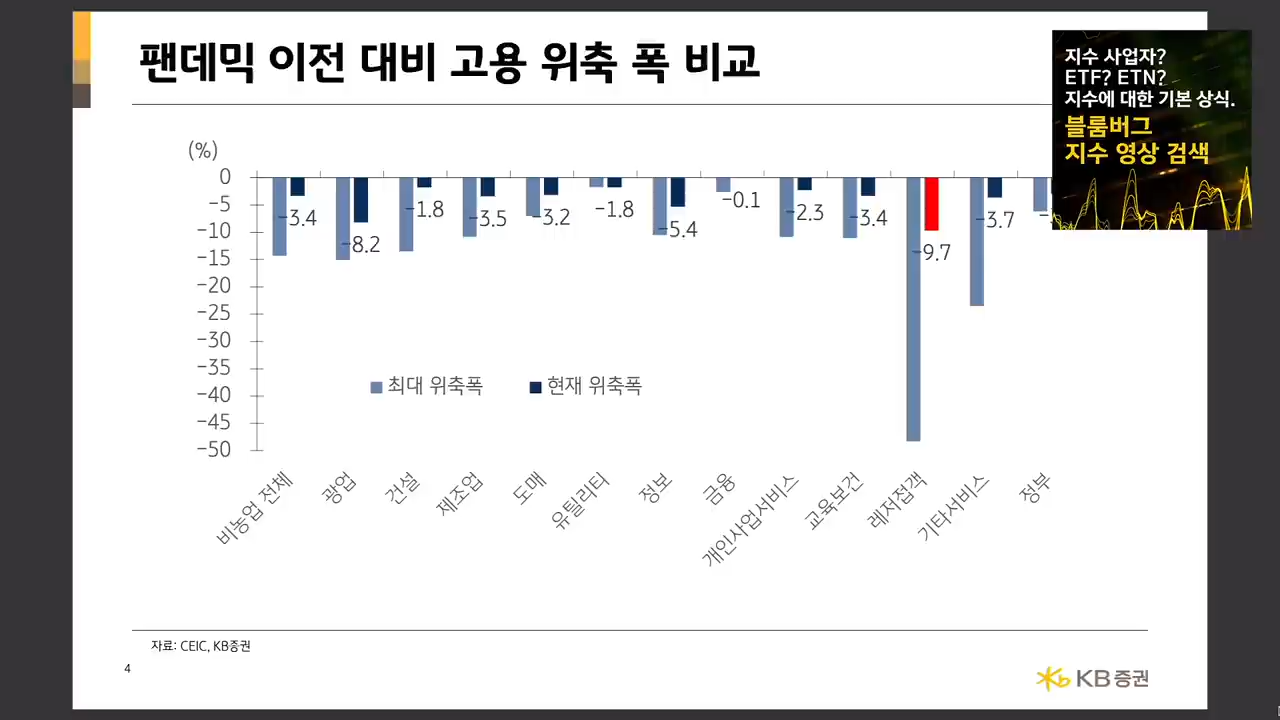 팬데믹 이전 대비 고용 위축 폭 비교
지수 사업자?
ETF? ETN?
지수에 대한 기본 상식.
블룸버그
지수 영상 검색
(%)
0
-5
-10
-15
-20
-25
-30
-35
-40
-45
-50
-3.4
-8.2
-1.8
-3.5
-3.2
-1.8
-5.4
-0.1
-2.3
-3.4
-9.7
-3.7
최대 위축폭
현재 위축폭
비농업 전체
광업
건설
제조업
도매
유틸리티
정보
금융
개인사업서비스
교육보건
레저접객
기타서비스
정부
자료: CEIC, KB증권
4
KB증권